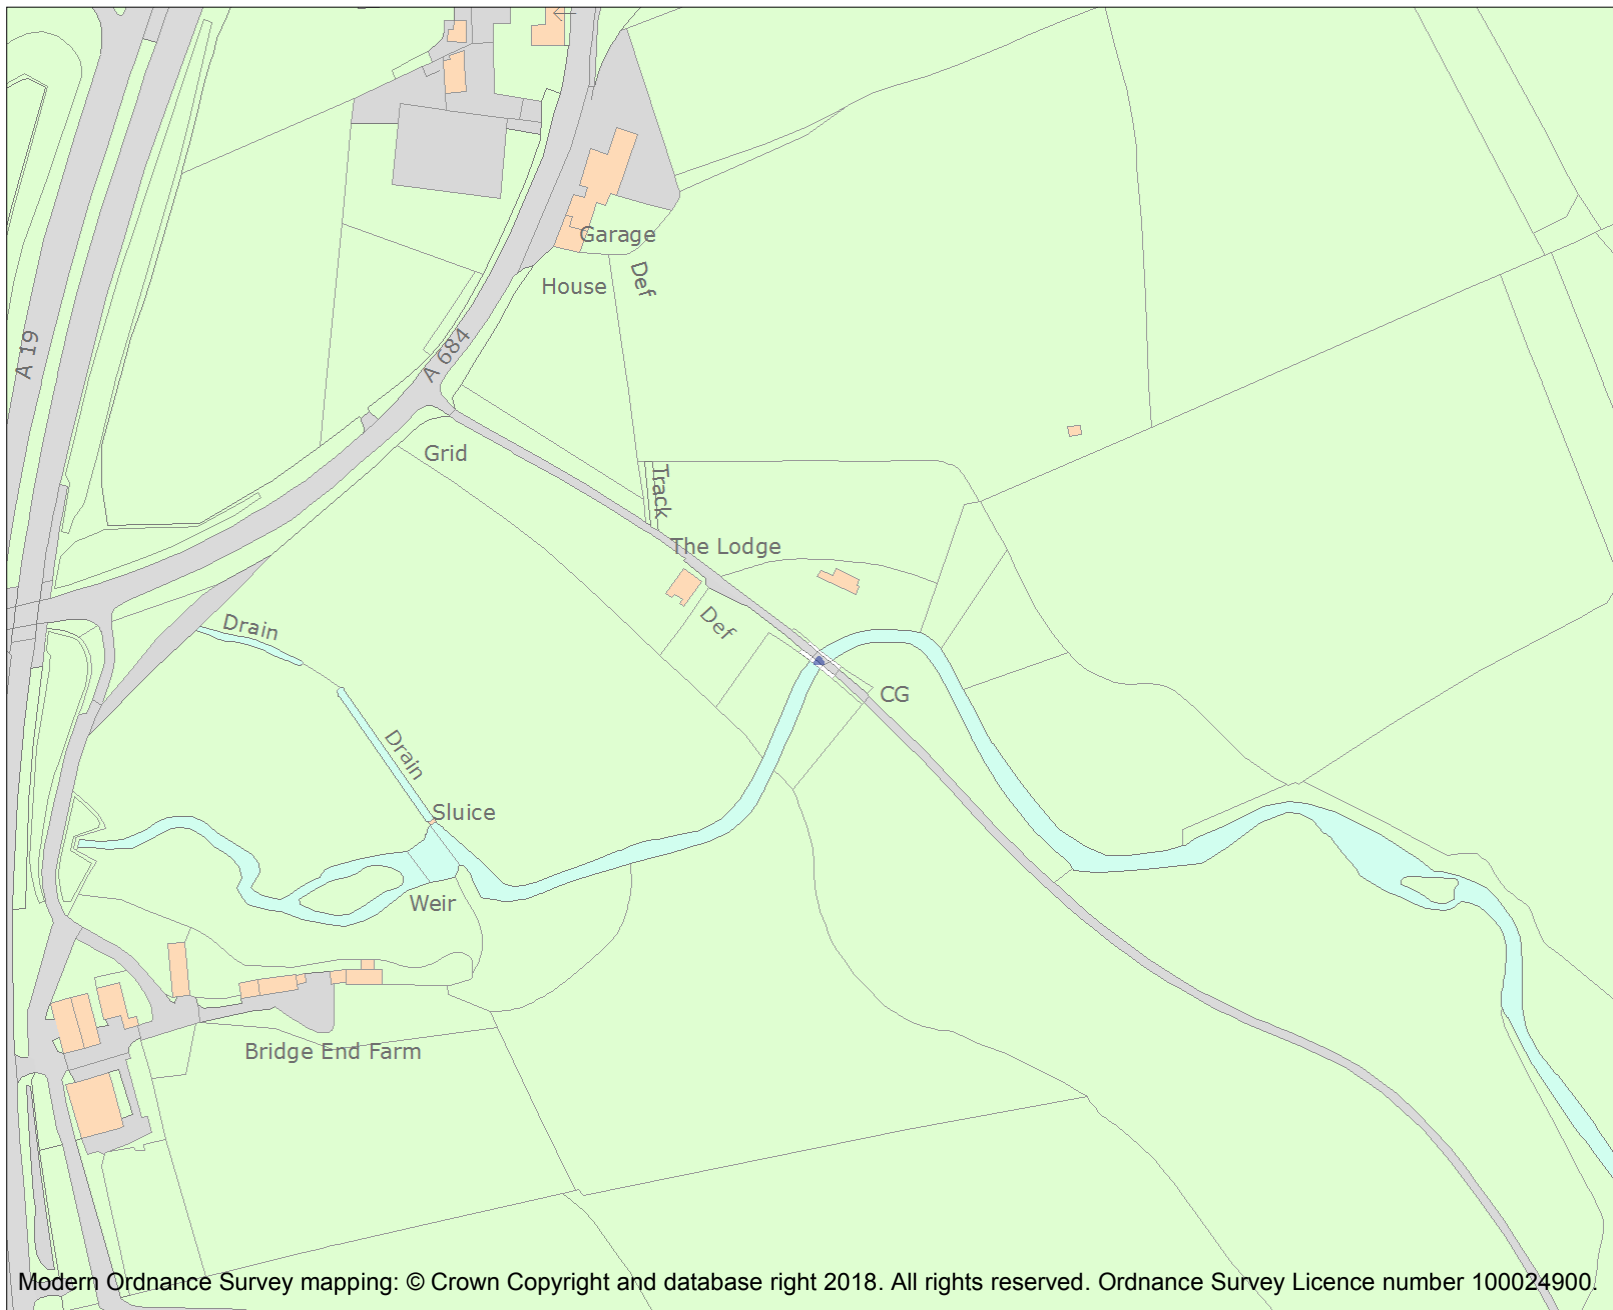 Garage
Def
House
A 19
A 684
Grid
Track
The Lodge
Drain
Def
CG
Drain
Sluice
Weir
Bridge End Farm
Modern Ordnance Survey mapping: © Crown Copyright and database right 2018. All rights reserved. Ordnance Survey Licence number 100024900.